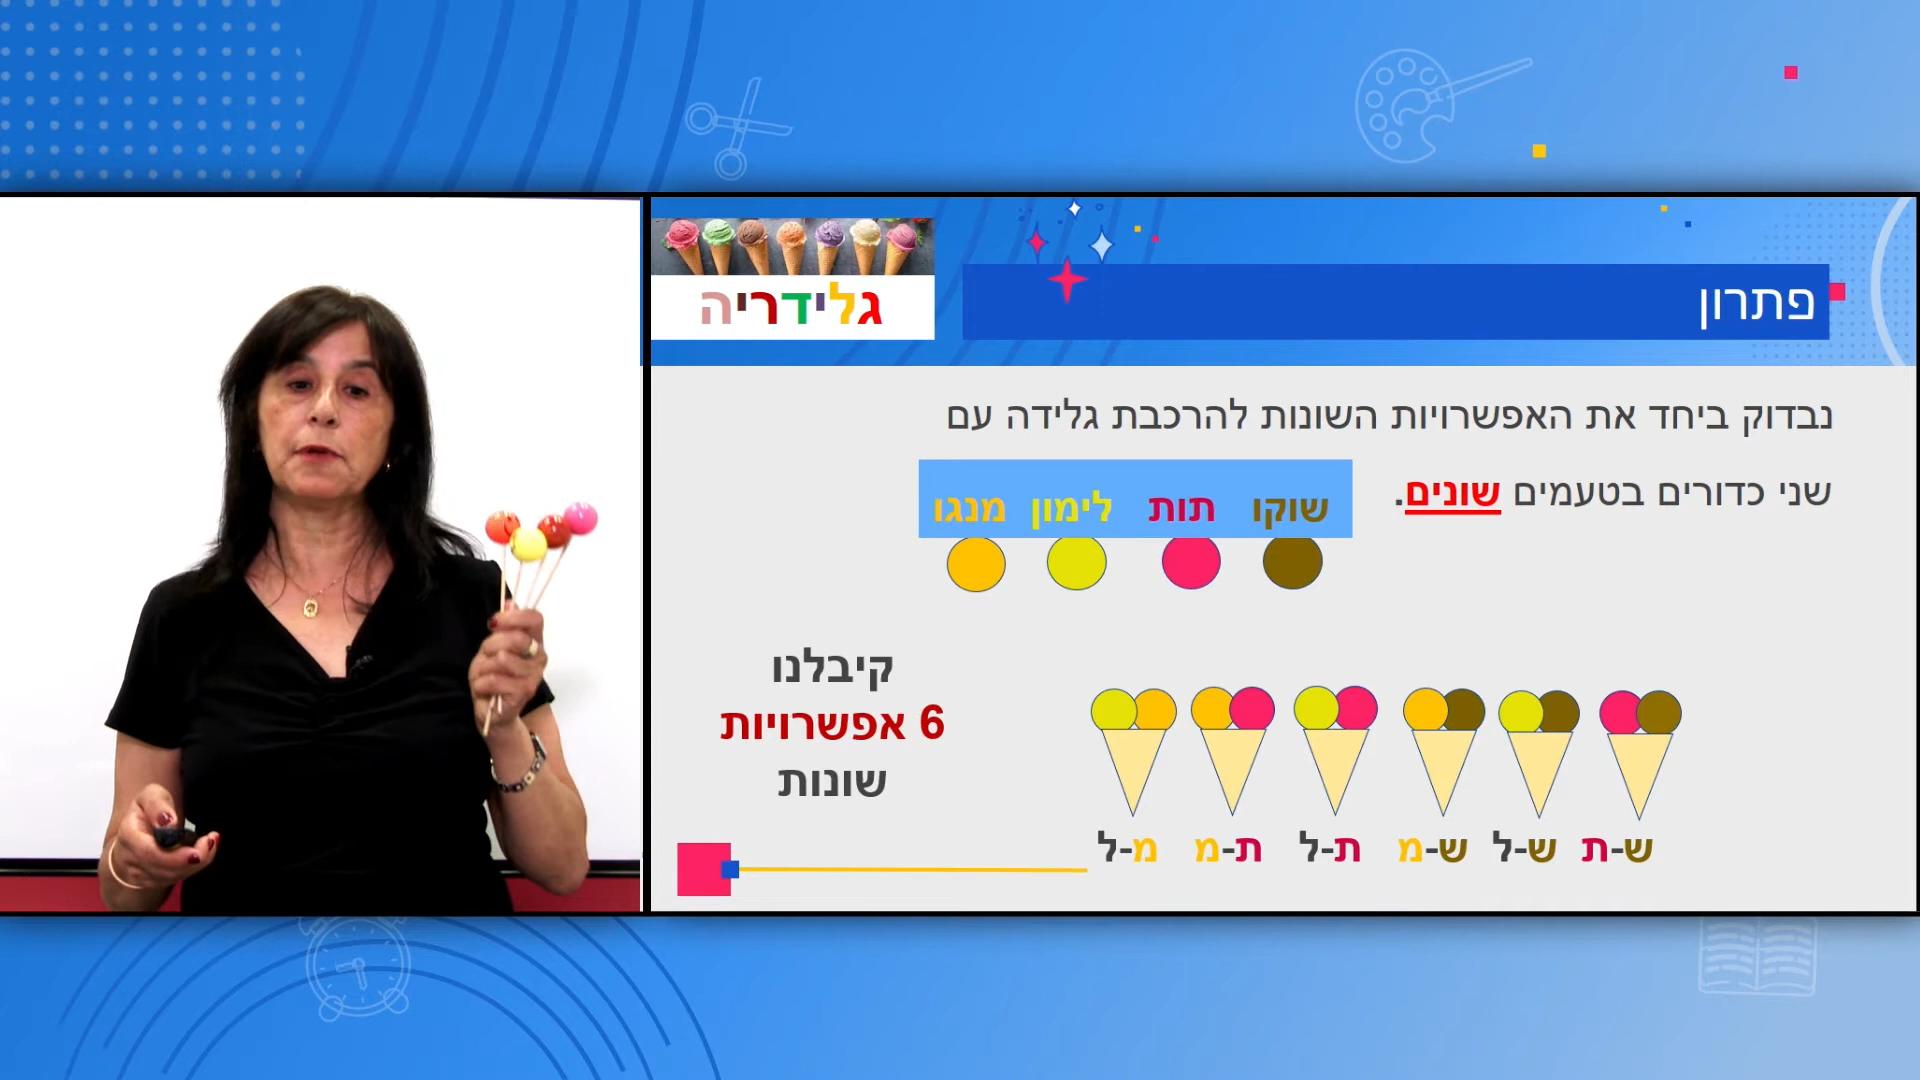 גלידריה
פתרון
נבדוק ביחד את האפשרויות השונות להרכבת גלידה עם
שני כדורים בטעמים שונים.
שוקו תות לימון מנגו
קיבלנו
6 אפשרויות
שונות
ש-ת ש-ל ש-מ ת-ל ת-מ מ-ל